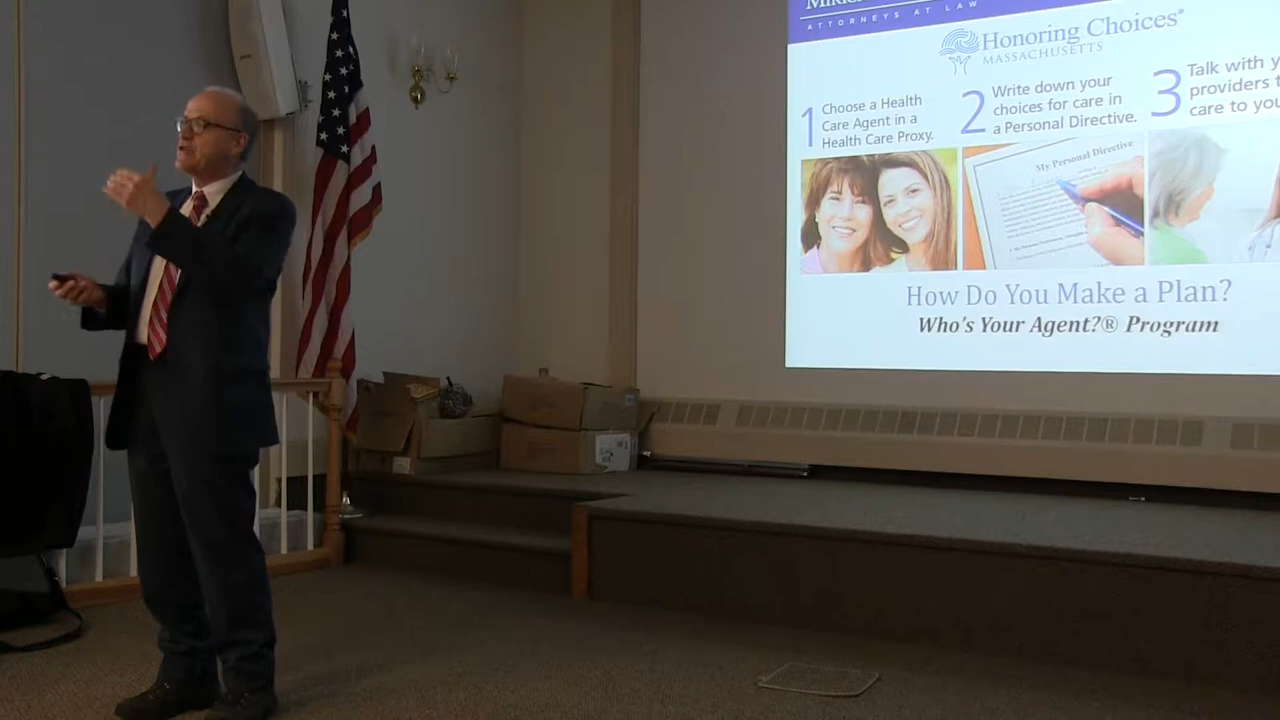 ATTORNEYS AT LAW
Honoring Choices®
MASSACHUSETTS
1 Choose a Health
Care Agent in a
Health Care Proxy.
2 Write down your
choices for care in
a Personal Directive.
3 Talk with
providers
care to
My Personal Directive
How Do You Make a Plan?
Who's Your Agent?® Program